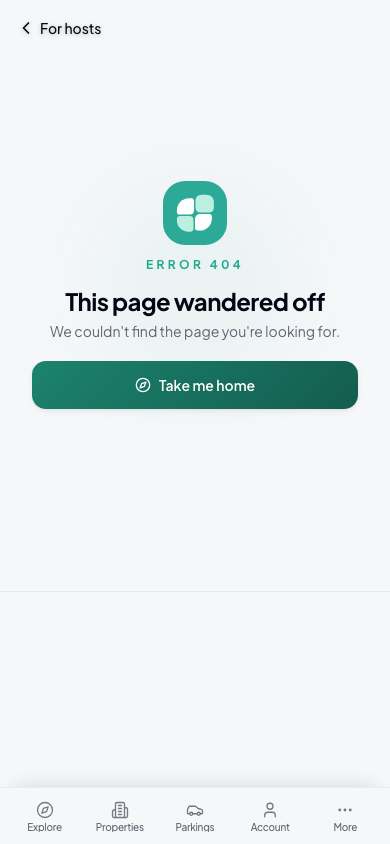 For hosts
ERROR 404
This page wandered off
We couldn't find the page you're looking for.
Take me home
Explore
Properties
Parkings
Account
More